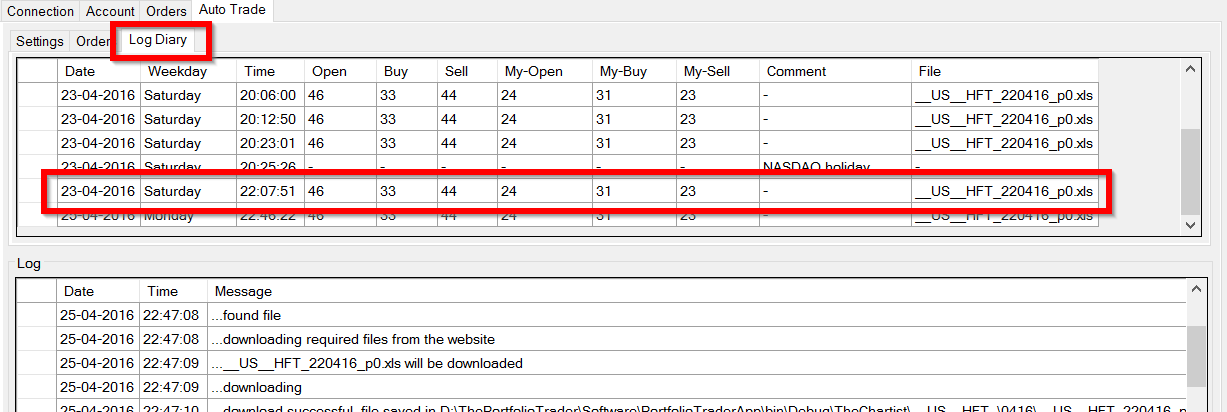 Connection Account Orders Auto Trade
Settings Order Log Diary
Date Weekday Time Open Buy Sell My-Open My-Buy My-Sell Comment File
23-04-2016 Saturday 20:06:00 46 33 44 24 31 23 - __US__HFT_220416_p0.xls
23-04-2016 Saturday 20:12:50 46 33 44 24 31 23 - __US__HFT_220416_p0.xls
23-04-2016 Saturday 20:23:01 46 33 44 24 31 23 - __US__HFT_220416_p0.xls
23-04-2016 Saturday 20:25:26 - - - - - - NASDAQ holiday -
23-04-2016 Saturday 22:07:51 46 33 44 24 31 23 - __US__HFT_220416_p0.xls
25-04-2016 Monday 22:46:22 46 33 44 24 31 23 - __US__HFT_220416_p0.xls
Log
Date Time Message
25-04-2016 22:47:08 ...found file
25-04-2016 22:47:08 ...downloading required files from the website
25-04-2016 22:47:09 ...__US__HFT_220416_p0.xls will be downloaded
25-04-2016 22:47:09 ...downloading
25-04-2016 22:47:10 ...download successful, file saved in D:\ThePortfolioTrader\Software\PortfolioTraderApp\bin\Debug\TheChartist\__US__HFT_\0416\__US__HFT_220416_p